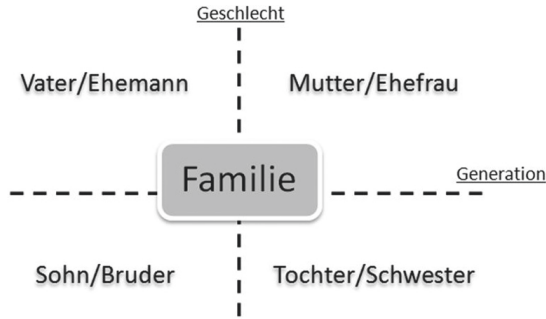 Geschlecht
Vater/Ehemann
Mutter/Ehefrau
Familie
Generation
Sohn/Bruder
Tochter/Schwester